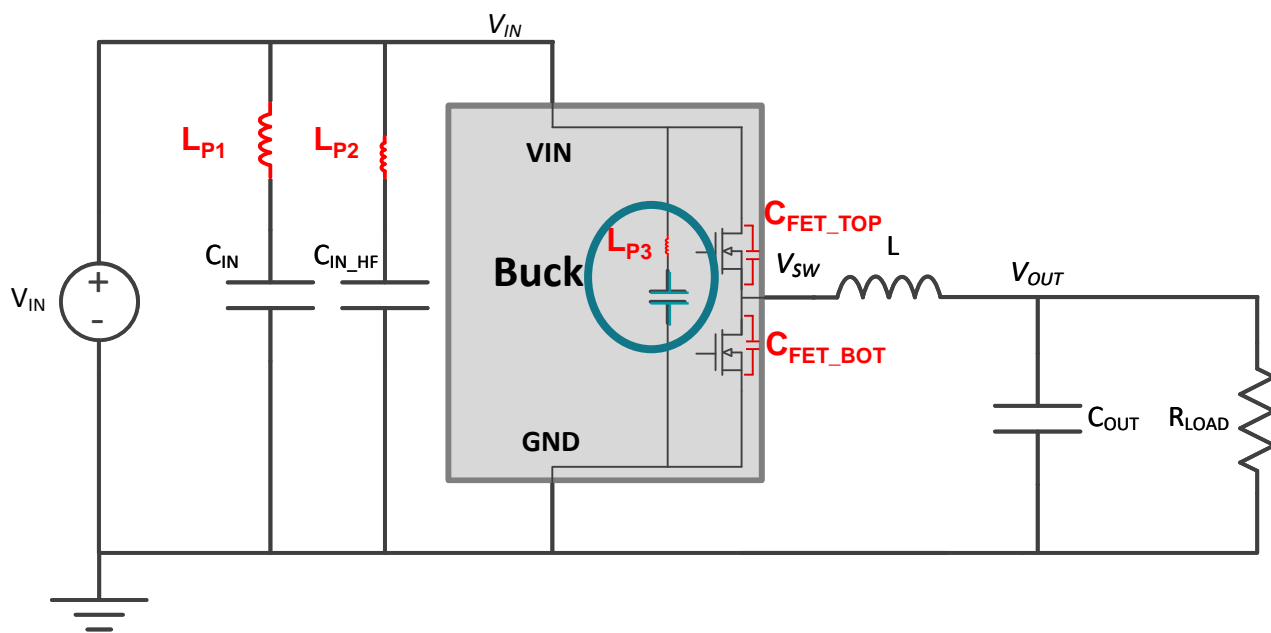 V_IN
L_P1
L_P2
VIN
C_FET_TOP
L_P3
L
C_IN
C_IN_HF
Buck
V_SW
V_OUT
V_IN
+
-
C_FET_BOT
C_OUT
R_LOAD
GND